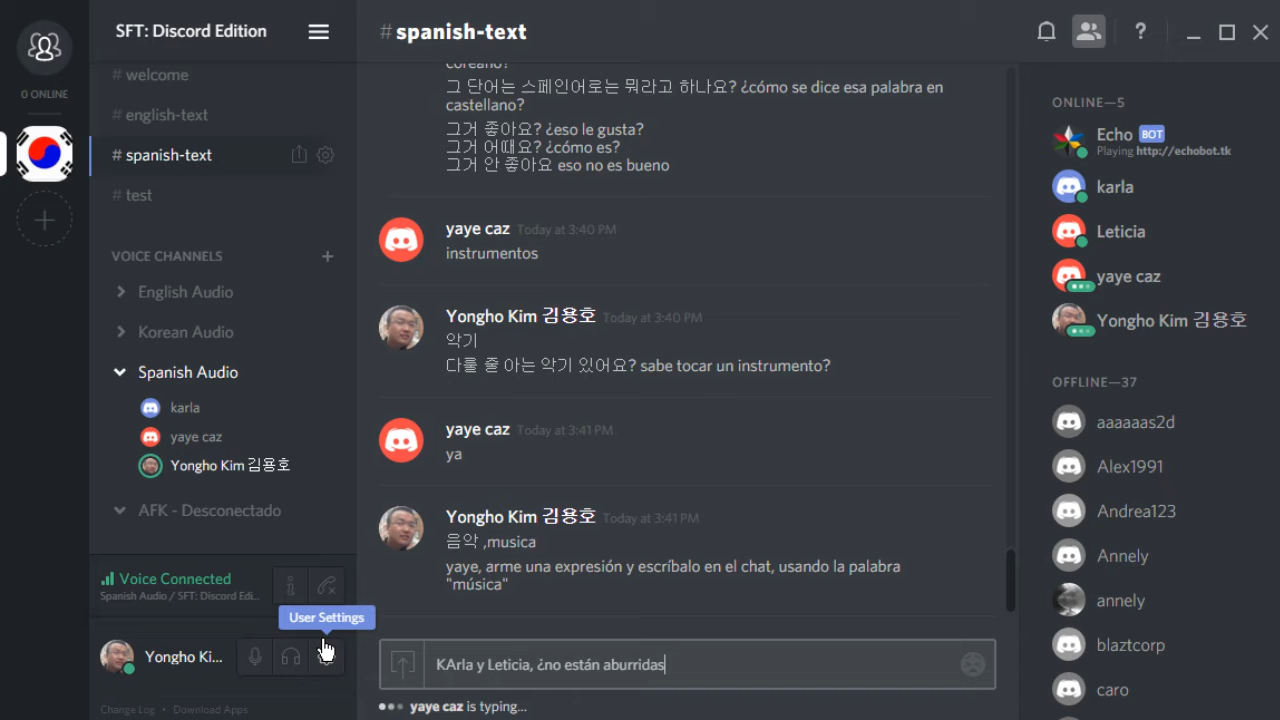 SFT: Discord Edition
# spanish-text
0 ONLINE
# welcome
# english-text
# spanish-text
# test
VOICE CHANNELS
English Audio
Korean Audio
Spanish Audio
karla
yaye caz
Yongho Kim 김용호
AFK - Desconectado
Voice Connected
Spanish Audio / SFT: Discord Edi...
User Settings
Yongho Ki...
Change Log • Download Apps
coreano?
그 단어는 스페인어로는 뭐라고 하나요? ¿cómo se dice esa palabra en
castellano?
그거 좋아요? ¿eso le gusta?
그거 어때요? ¿cómo es?
그거 안 좋아요 eso no es bueno
yaye caz Today at 3:40 PM
instrumentos
Yongho Kim 김용호 Today at 3:40 PM
악기
다룰 줄 아는 악기 있어요? sabe tocar un instrumento?
yaye caz Today at 3:41 PM
ya
Yongho Kim 김용호 Today at 3:41 PM
음악 ,musica
yaye, arme una expresión y escríbalo en el chat, usando la palabra
"música"
KArla y Leticia, ¿no están aburridas
yaye caz is typing...
ONLINE—5
Echo BOT
Playing http://echobot.tk
karla
Leticia
yaye caz
Yongho Kim 김용호
OFFLINE—37
aaaaaas2d
Alex1991
Andrea123
Annely
annely
blaztcorp
caro